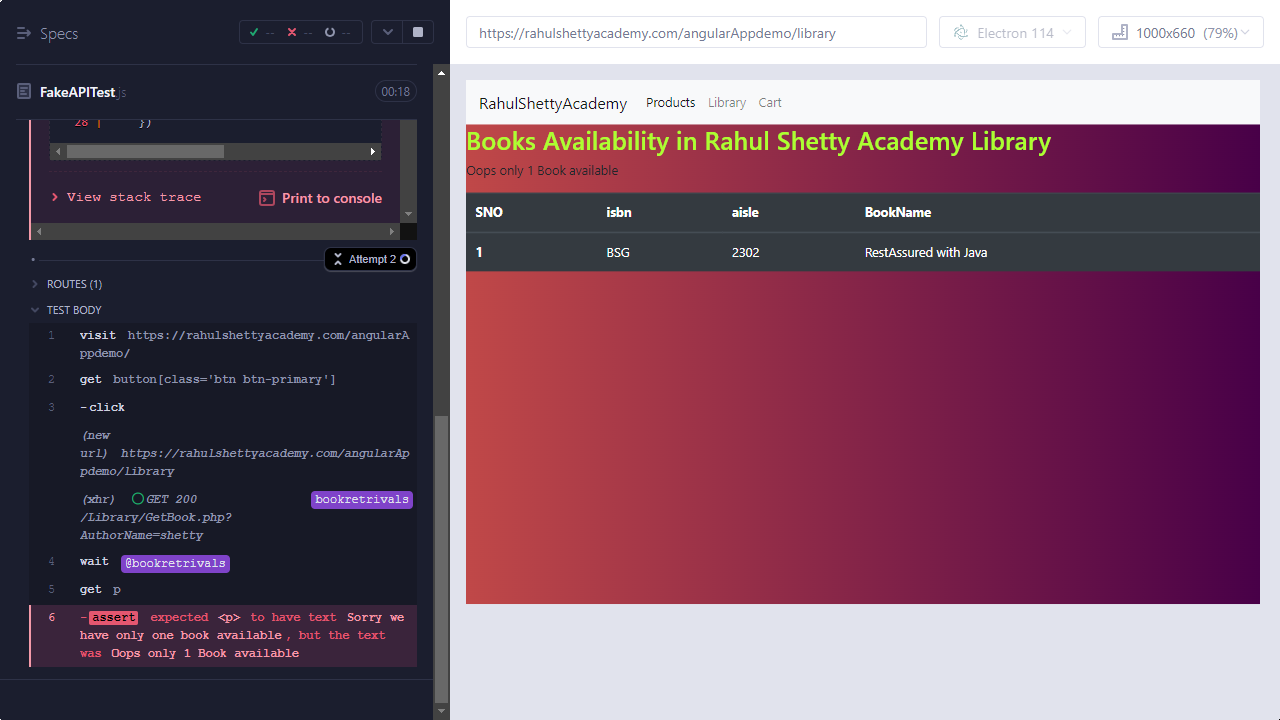 Specs
--
--
--
FakeAPITest.js
00:18
28 |     })
View stack trace
Print to console
Attempt 2
ROUTES (1)
TEST BODY
1 visit https://rahulshettyacademy.com/angularA
ppdemo/
2 get button[class='btn btn-primary']
3 -click
(new
url) https://rahulshettyacademy.com/angularAp
pdemo/library
(xhr) GET 200 bookretrivals
/Library/GetBook.php?
AuthorName=shetty
4 wait @bookretrivals
5 get p
6 -assert expected <p> to have text Sorry we
have only one book available, but the text
was Oops only 1 Book available
https://rahulshettyacademy.com/angularAppdemo/library
Electron 114
1000x660 (79%)
RahulShettyAcademy Products Library Cart
Books Availability in Rahul Shetty Academy Library
Oops only 1 Book available
SNO isbn aisle BookName
1 BSG 2302 RestAssured with Java